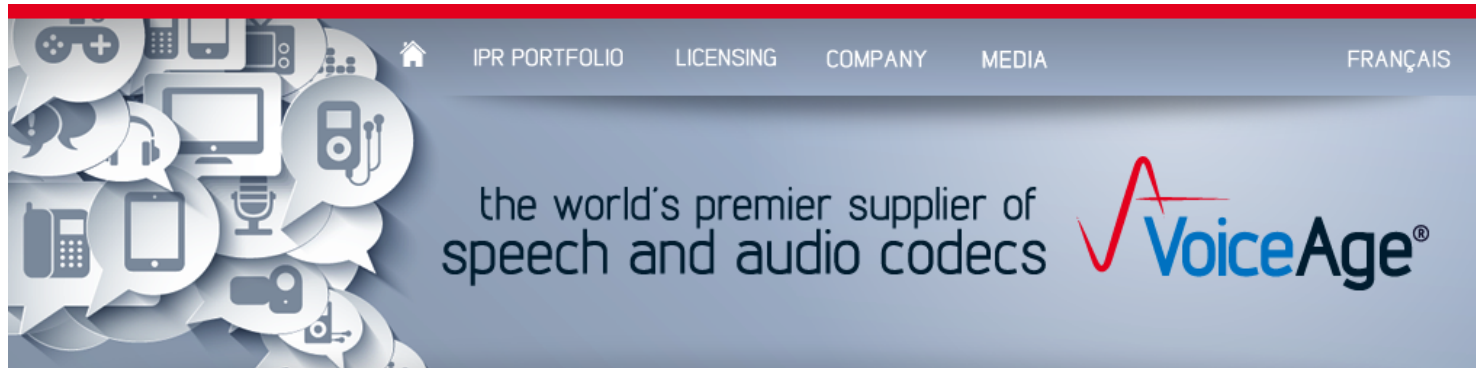 IPR PORTFOLIO LICENSING COMPANY MEDIA FRANÇAIS
the world's premier supplier of
speech and audio codecs
VoiceAge®